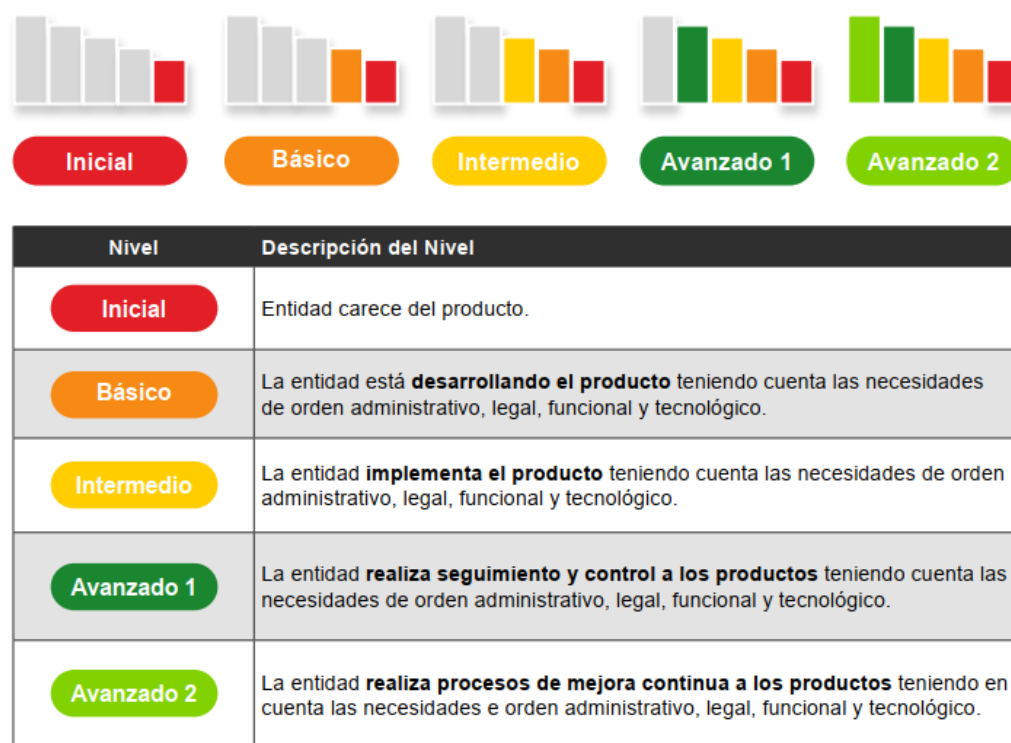 Inicial
Básico
Intermedio
Avanzado 1
Avanzado 2
Nivel
Descripción del Nivel
Inicial
Entidad carece del producto.
Básico
La entidad está desarrollando el producto teniendo cuenta las necesidades
de orden administrativo, legal, funcional y tecnológico.
Intermedio
La entidad implementa el producto teniendo cuenta las necesidades de orden
administrativo, legal, funcional y tecnológico.
Avanzado 1
La entidad realiza seguimiento y control a los productos teniendo cuenta las
necesidades de orden administrativo, legal, funcional y tecnológico.
Avanzado 2
La entidad realiza procesos de mejora continua a los productos teniendo en
cuenta las necesidades e orden administrativo, legal, funcional y tecnológico.